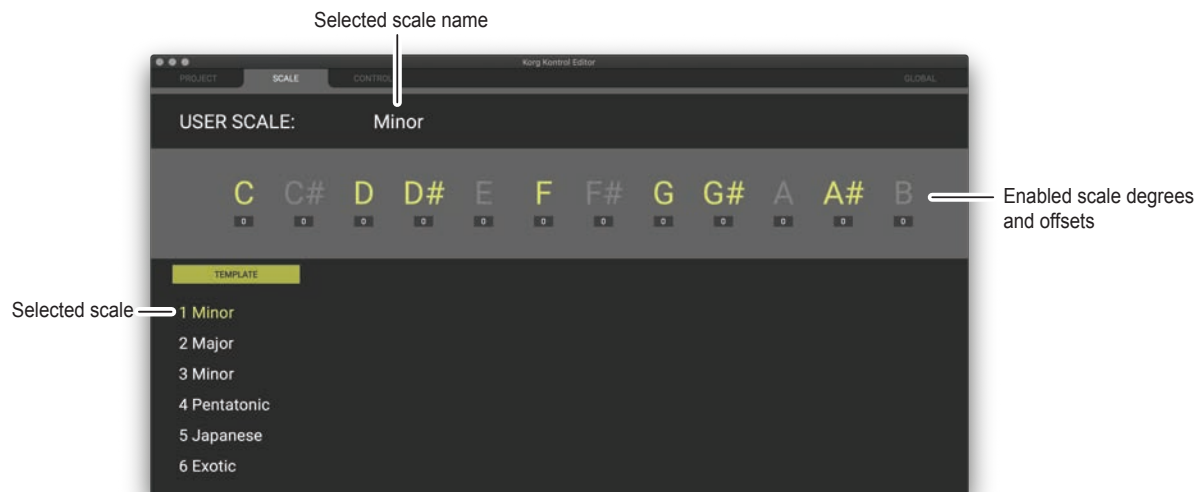 Selected scale name
Korg Kontrol Editor
PROJECT SCALE CONTROL GLOBAL
USER SCALE: Minor
C C# D D# E F F# G G# A A# B
0 0 0 0 0 0 0 0 0 0 0 0
Enabled scale degrees
and offsets
TEMPLATE
Selected scale
1 Minor
2 Major
3 Minor
4 Pentatonic
5 Japanese
6 Exotic